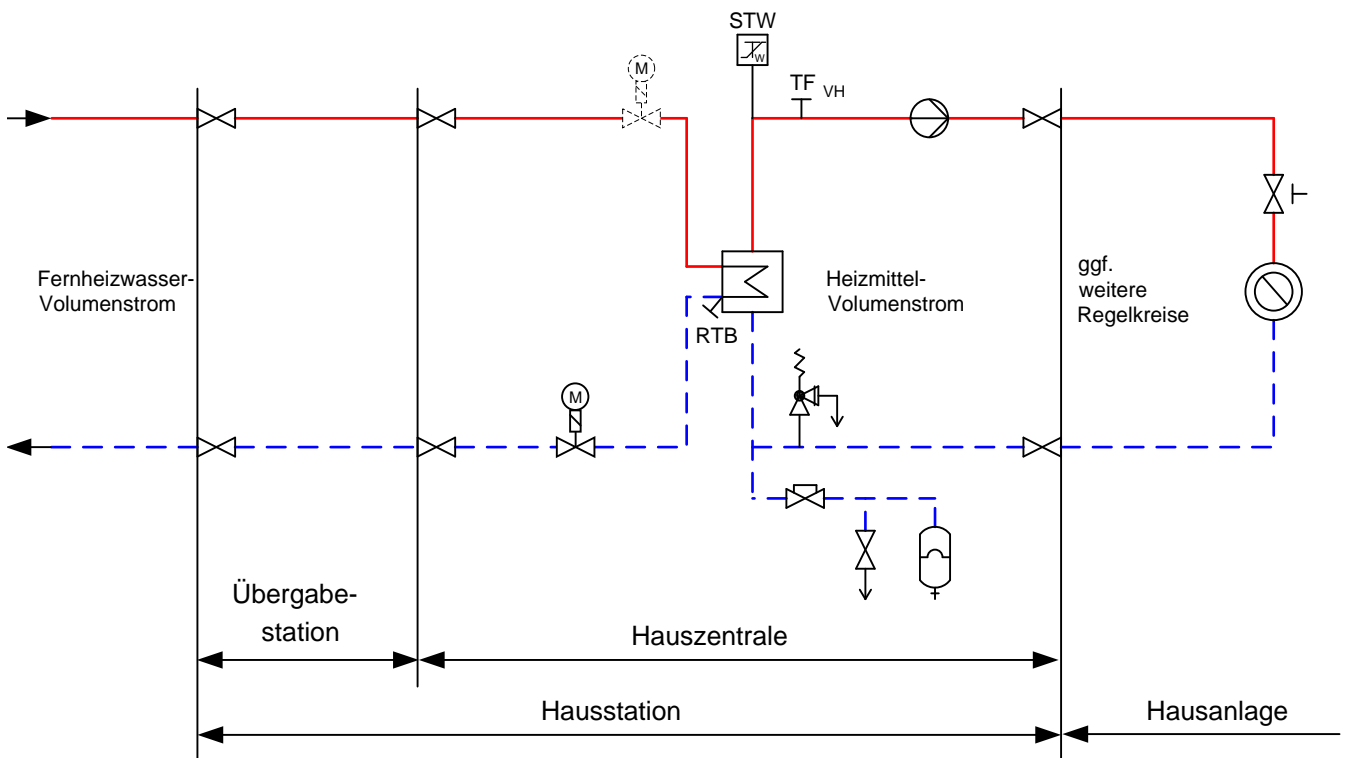 STW
W
M
TF VH
Fernheizwasser-
Volumenstrom
Heizmittel-
Volumenstrom
ggf.
weitere
Regelkreise
RTB
M
Übergabe-
station
Hauszentrale
Hausstation
Hausanlage